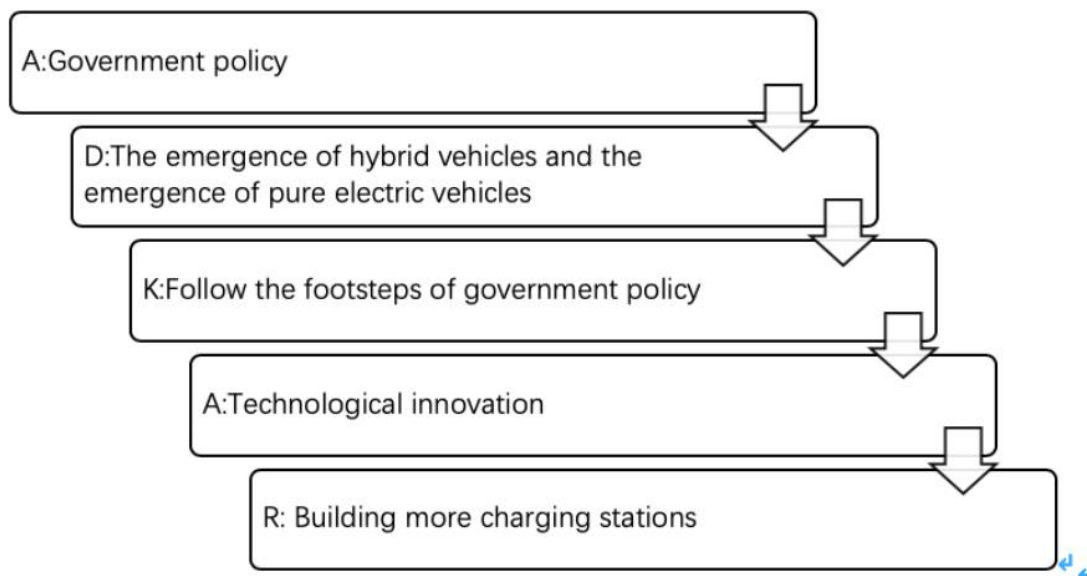 A:Government policy
D:The emergence of hybrid vehicles and the
emergence of pure electric vehicles
K:Follow the footsteps of government policy
A:Technological innovation
R: Building more charging stations